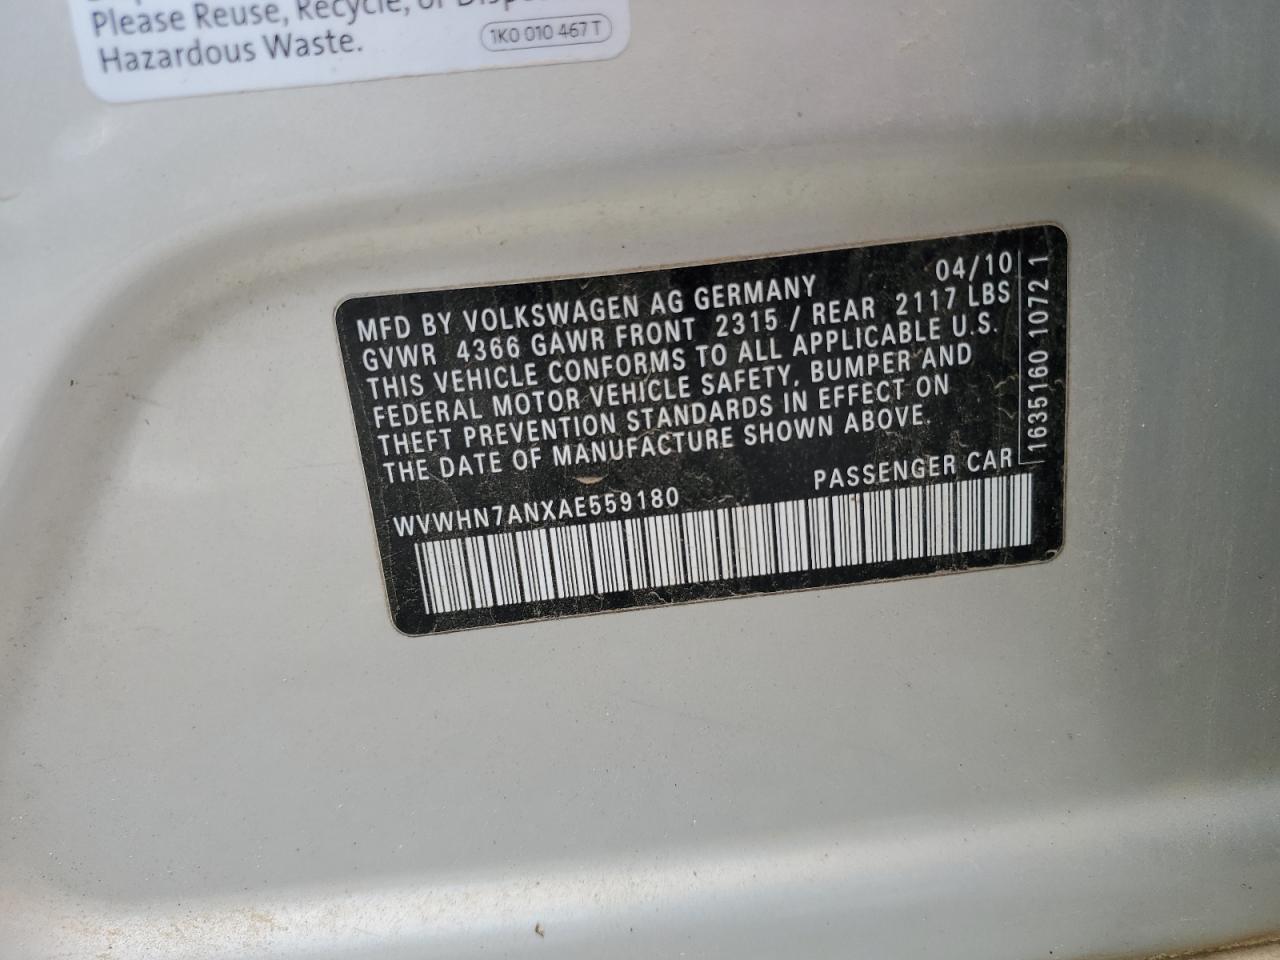 Please Reuse, Recycle, or
Hazardous Waste.
1K0 010 467 T
MFD BY VOLKSWAGEN AG GERMANY 04/10
GVWR 4366 GAWR FRONT 2315 / REAR 2117 LBS
THIS VEHICLE CONFORMS TO ALL APPLICABLE U.S.
FEDERAL MOTOR VEHICLE SAFETY, BUMPER AND
THEFT PREVENTION STANDARDS IN EFFECT ON
THE DATE OF MANUFACTURE SHOWN ABOVE.
WVWHN7ANXAE559180 PASSENGER CAR
1635160 1072 1